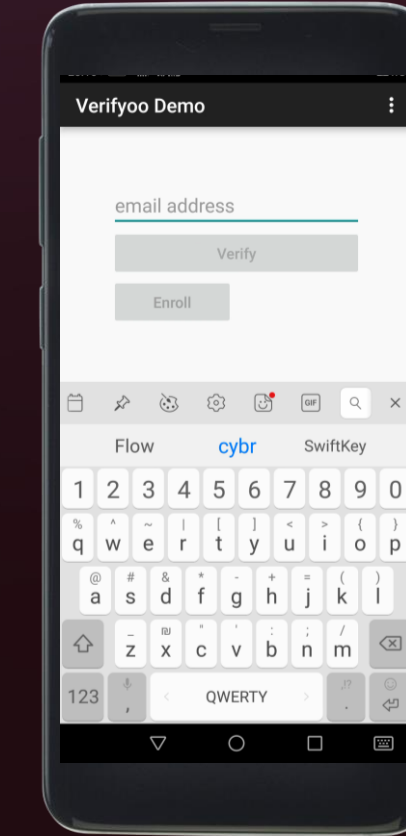 Verifyoo Demo
email address
Verify
Enroll
GIF
Flow cybr SwiftKey
1 2 3 4 5 6 7 8 9 0
% ^ ~ | [ ] < > { }
q w e r t y u i o p
@ # & * - + = ( )
a s d f g h j k l
_ ₪ " ' : ; /
z x c v b n m
123 , < QWERTY > ,!? .